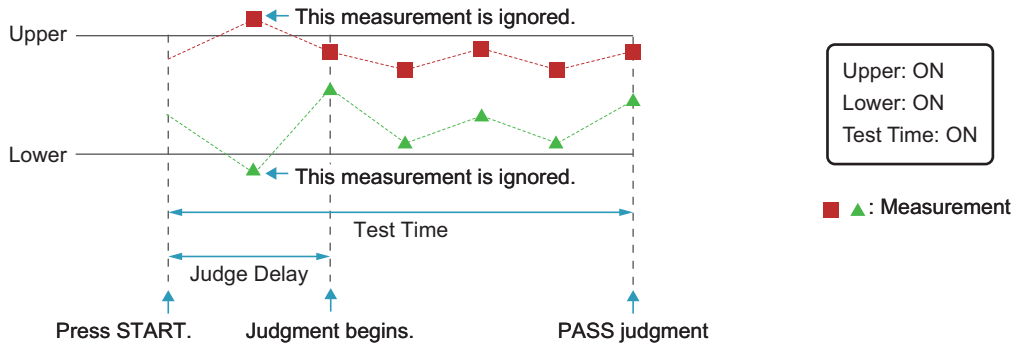 This measurement is ignored.
Upper
Lower
This measurement is ignored.
Test Time
Judge Delay
Press START.
Judgment begins.
PASS judgment
Upper: ON
Lower: ON
Test Time: ON
: Measurement